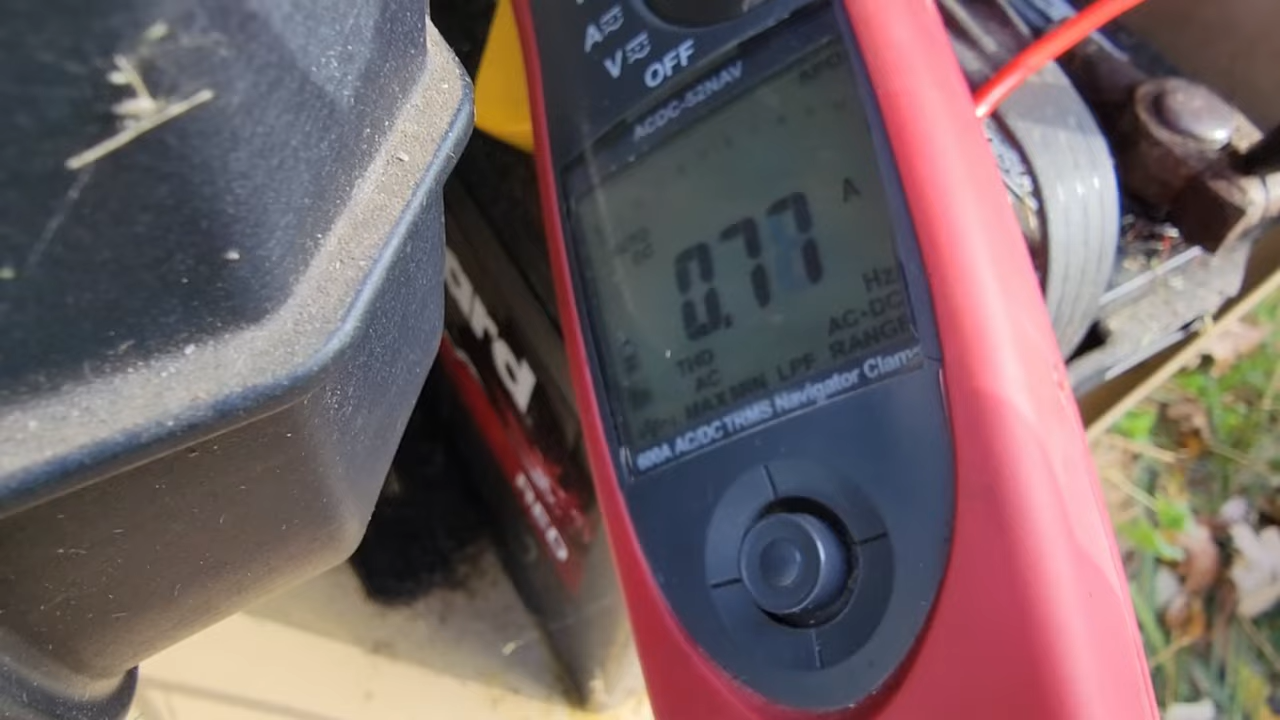 A
V
OFF
ACDC-52NAV
APO
A
0.77
Hz
AC+DC
THD
AC
MAX MIN LPF RANGE
600A AC/DC TRMS Navigator Clamp
ard